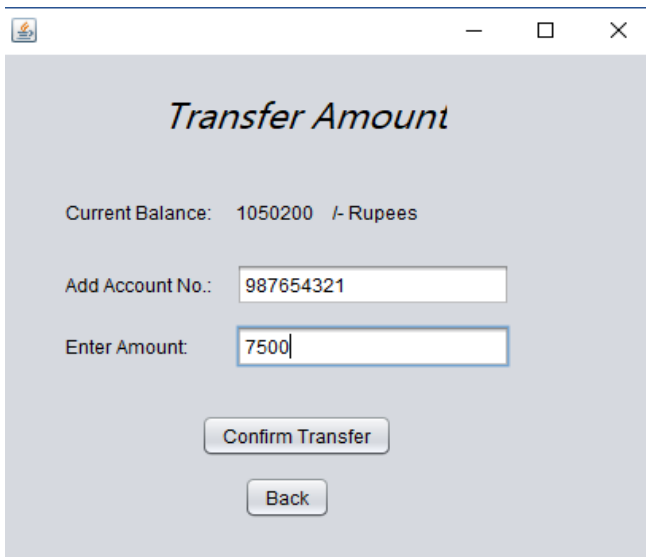 Transfer Amount
Current Balance: 1050200 /- Rupees
Add Account No.: 987654321
Enter Amount: 7500
Confirm Transfer
Back